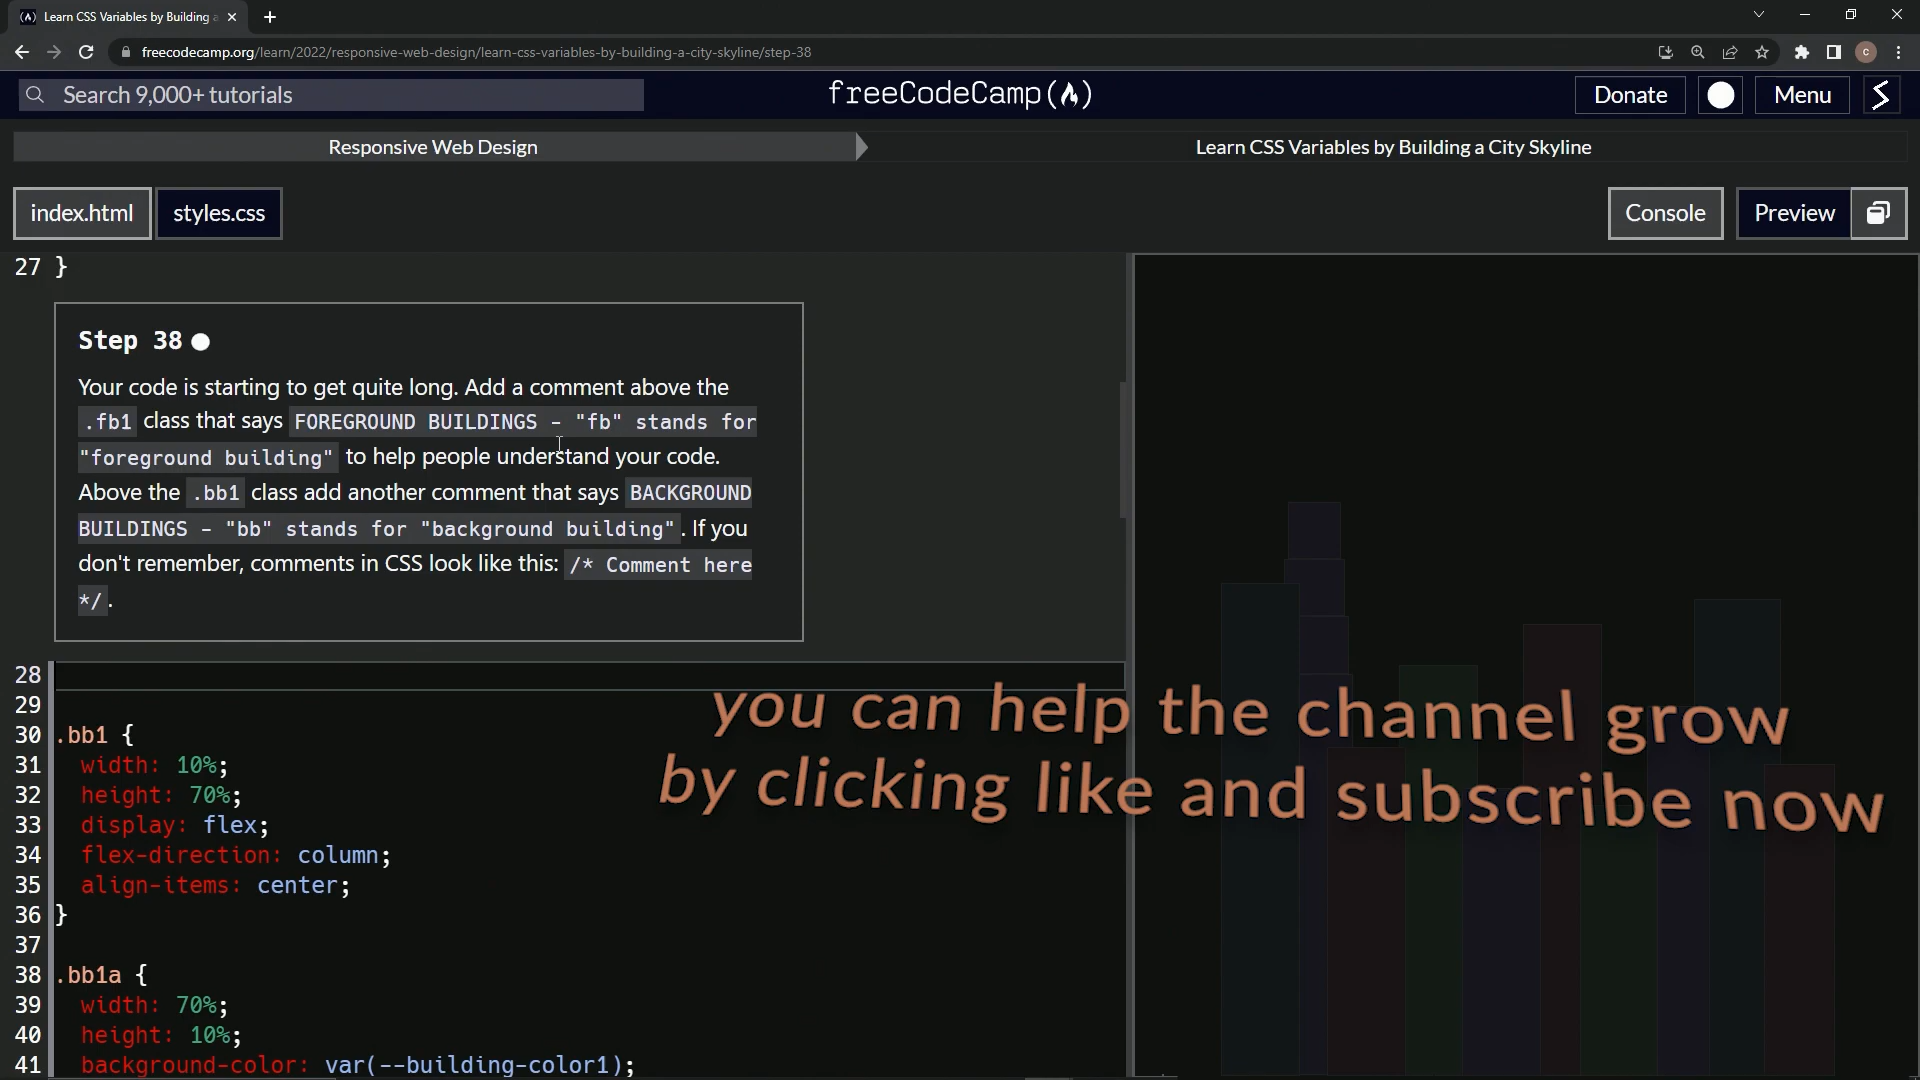 Learn CSS Variables by Building a
freecodecamp.org/learn/2022/responsive-web-design/learn-css-variables-by-building-a-city-skyline/step-38
C
Search 9,000+ tutorials
freeCodeCamp(🔥)
Donate
Menu
Responsive Web Design
Learn CSS Variables by Building a City Skyline
index.html
styles.css
Console
Preview
27 }
Step 38
Your code is starting to get quite long. Add a comment above the
.fb1 class that says FOREGROUND BUILDINGS - "fb" stands for
"foreground building" to help people understand your code.
Above the .bb1 class add another comment that says BACKGROUND
BUILDINGS - "bb" stands for "background building". If you
don't remember, comments in CSS look like this: /* Comment here
*/.
28
29
30 .bb1 {
31 width: 10%;
32 height: 70%;
33 display: flex;
34 flex-direction: column;
35 align-items: center;
36 }
37
38 .bb1a {
39 width: 70%;
40 height: 10%;
41 background-color: var(--building-color1);
you can help the channel grow
by clicking like and subscribe now